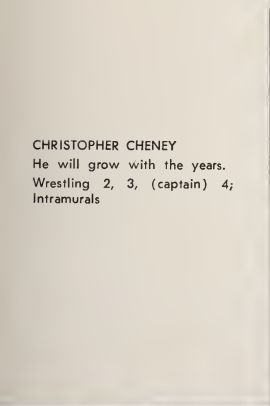 CHRISTOPHER CHENEY
He will grow with the years.
Wrestling 2, 3, (captain) 4;
Intramurals